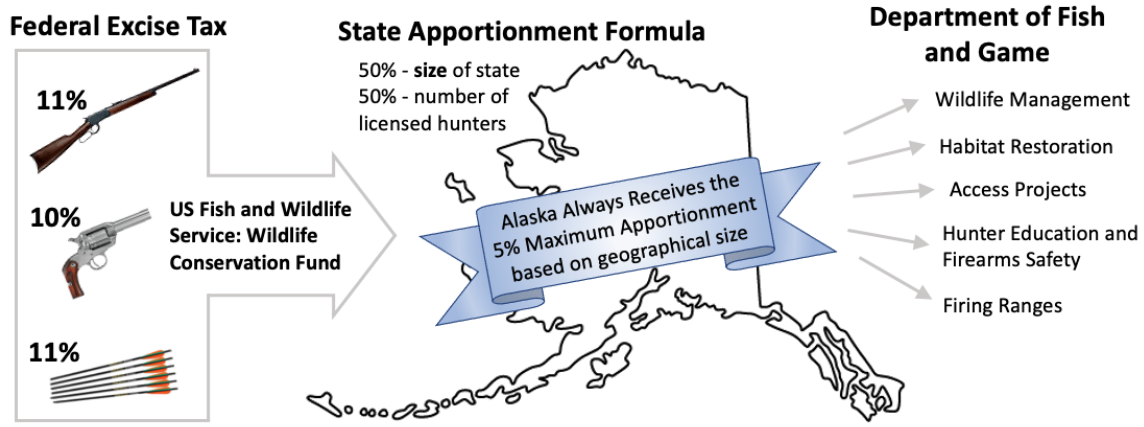 Federal Excise Tax
11%
10%
11%
US Fish and Wildlife
Service: Wildlife
Conservation Fund
State Apportionment Formula
50% - size of state
50% - number of
licensed hunters
Alaska Always Receives the
5% Maximum Apportionment
based on geographical size
Department of Fish
and Game
Wildlife Management
Habitat Restoration
Access Projects
Hunter Education and
Firearms Safety
Firing Ranges